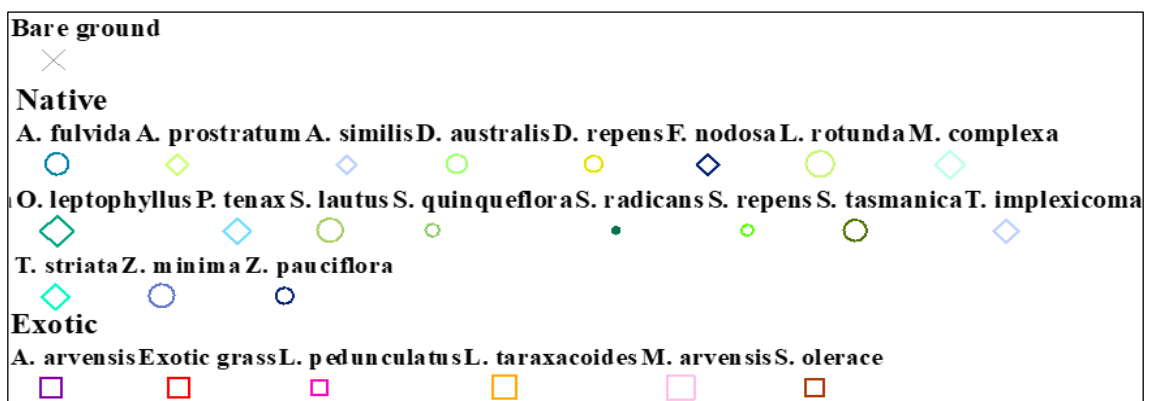 Bare ground
Native
A. fulvida A. prostratum A. similis D. australis D. repens F. nodosa L. rotunda M. complexa
O. leptophyllus P. tenax S. lautus S. quinqueflora S. radicans S. repens S. tasmanica T. implexicoma
T. striata Z. minima Z. pauciflora
Exotic
A. arvensis Exotic grass L. pedunculatus L. taraxacoides M. arvensis S. olerace